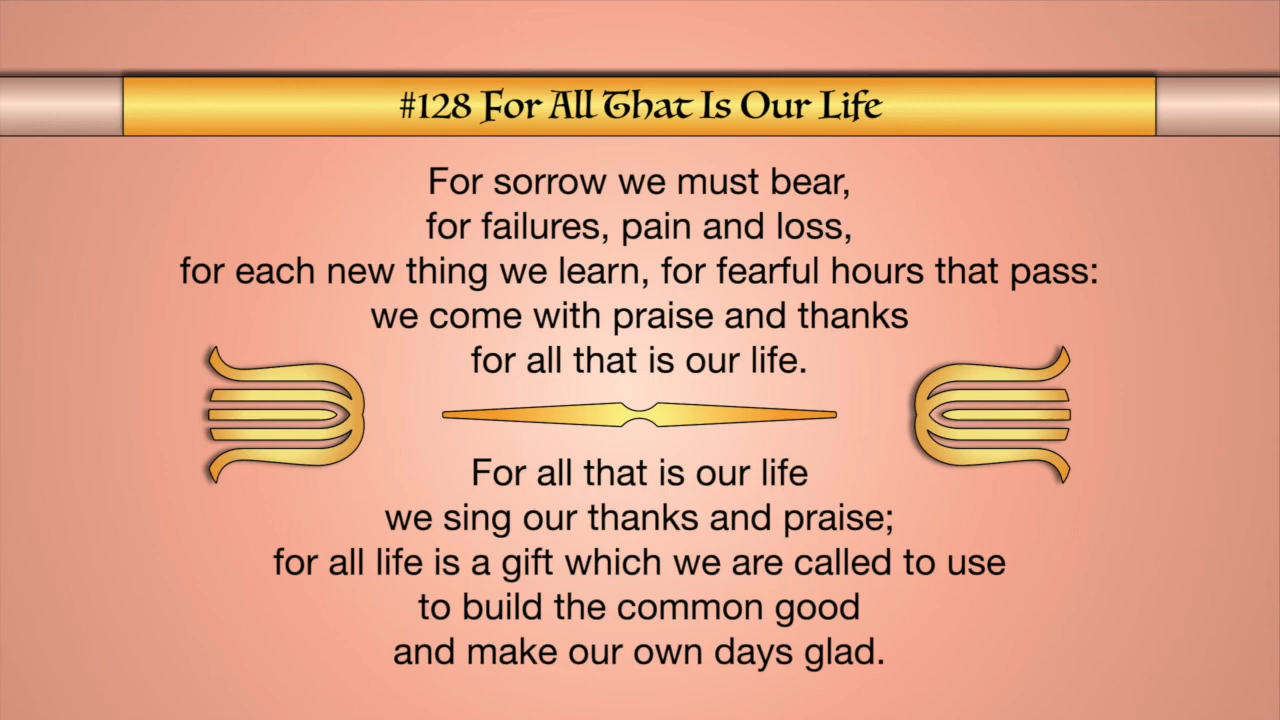 #128 For All That Is Our Life
For sorrow we must bear,
for failures, pain and loss,
for each new thing we learn, for fearful hours that pass:
we come with praise and thanks
for all that is our life.
For all that is our life
we sing our thanks and praise;
for all life is a gift which we are called to use
to build the common good
and make our own days glad.